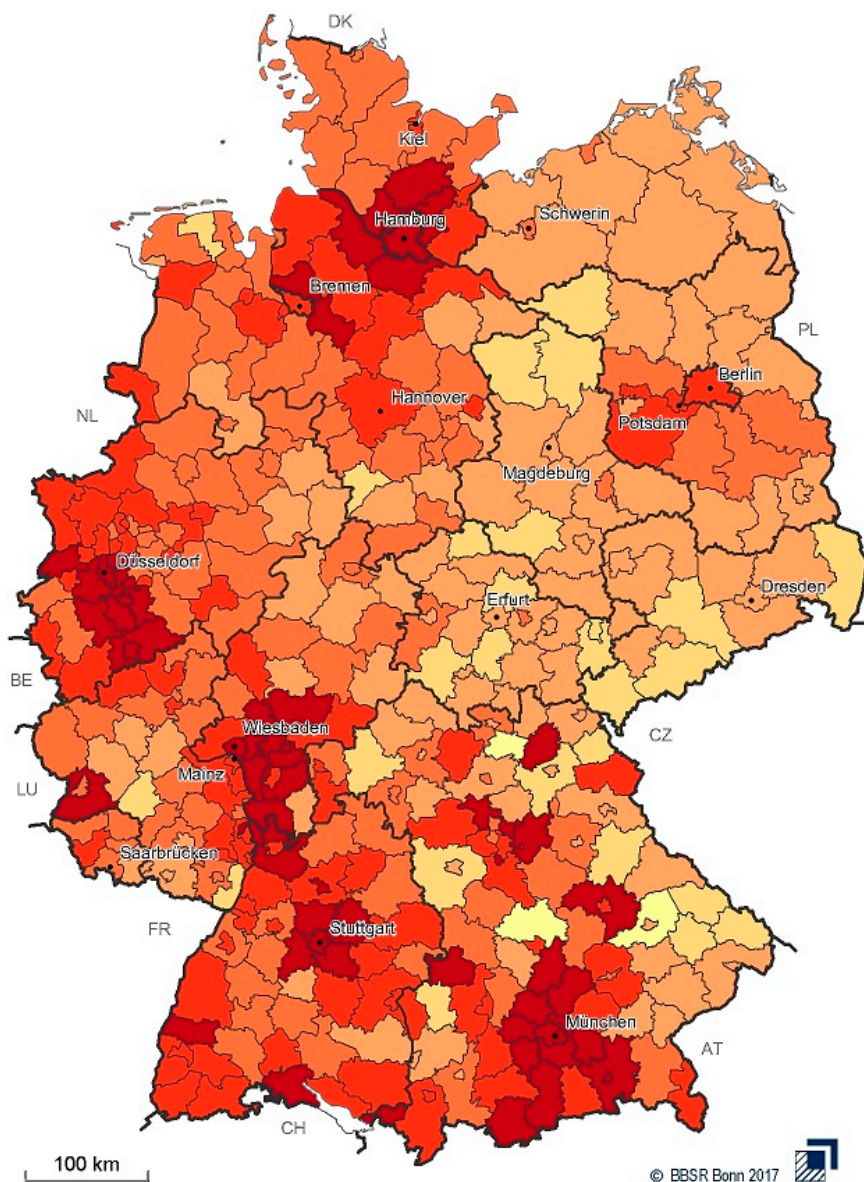 DK
Kiel
Schwerin
Hamburg
Bremen
PL
Berlin
NL
Hannover
Potsdam
Magdeburg
Düsseldorf
Dresden
Erfurt
BE
Wiesbaden
CZ
Mainz
LU
Saarbrücken
FR
Stuttgart
München
AT
CH
100 km
© BBSR Bonn 2017